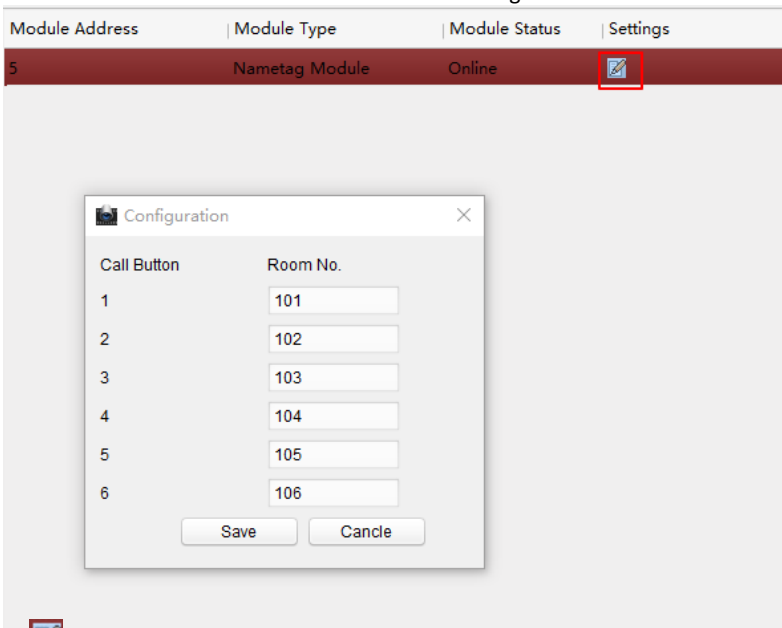 Module Address Module Type Module Status Settings
5 Nametag Module Online
Configuration
Call Button Room No.
1 101
2 102
3 103
4 104
5 105
6 106
Save Cancle